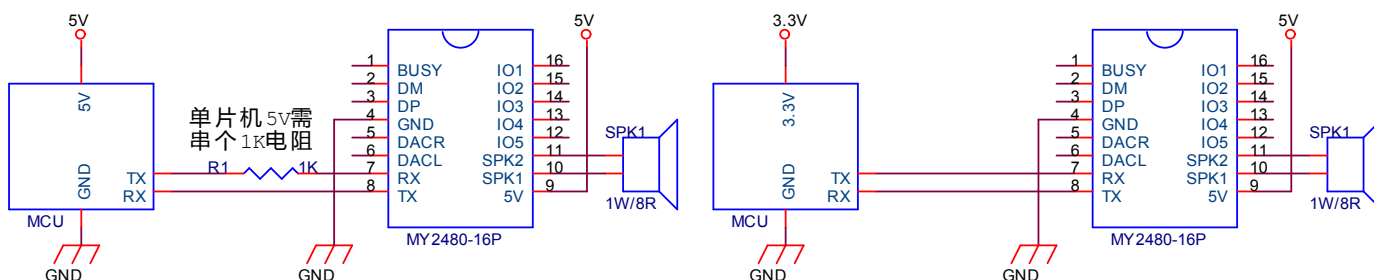 5V
5V
GND
TX
RX
MCU
GND
单片机5V需
串个1K电阻
R1 1K
GND
1 BUSY IO1 16
2 DM IO2 15
3 DP IO3 14
4 GND IO4 13
5 DACR IO5 12
6 DACL SPK2 11
7 RX SPK1 10
8 TX 5V 9
MY2480-16P
5V
SPK1
1W/8R
3.3V
3.3V
GND
TX
RX
MCU
GND
GND
1 BUSY IO1 16
2 DM IO2 15
3 DP IO3 14
4 GND IO4 13
5 DACR IO5 12
6 DACL SPK2 11
7 RX SPK1 10
8 TX 5V 9
MY2480-16P
5V
SPK1
1W/8R